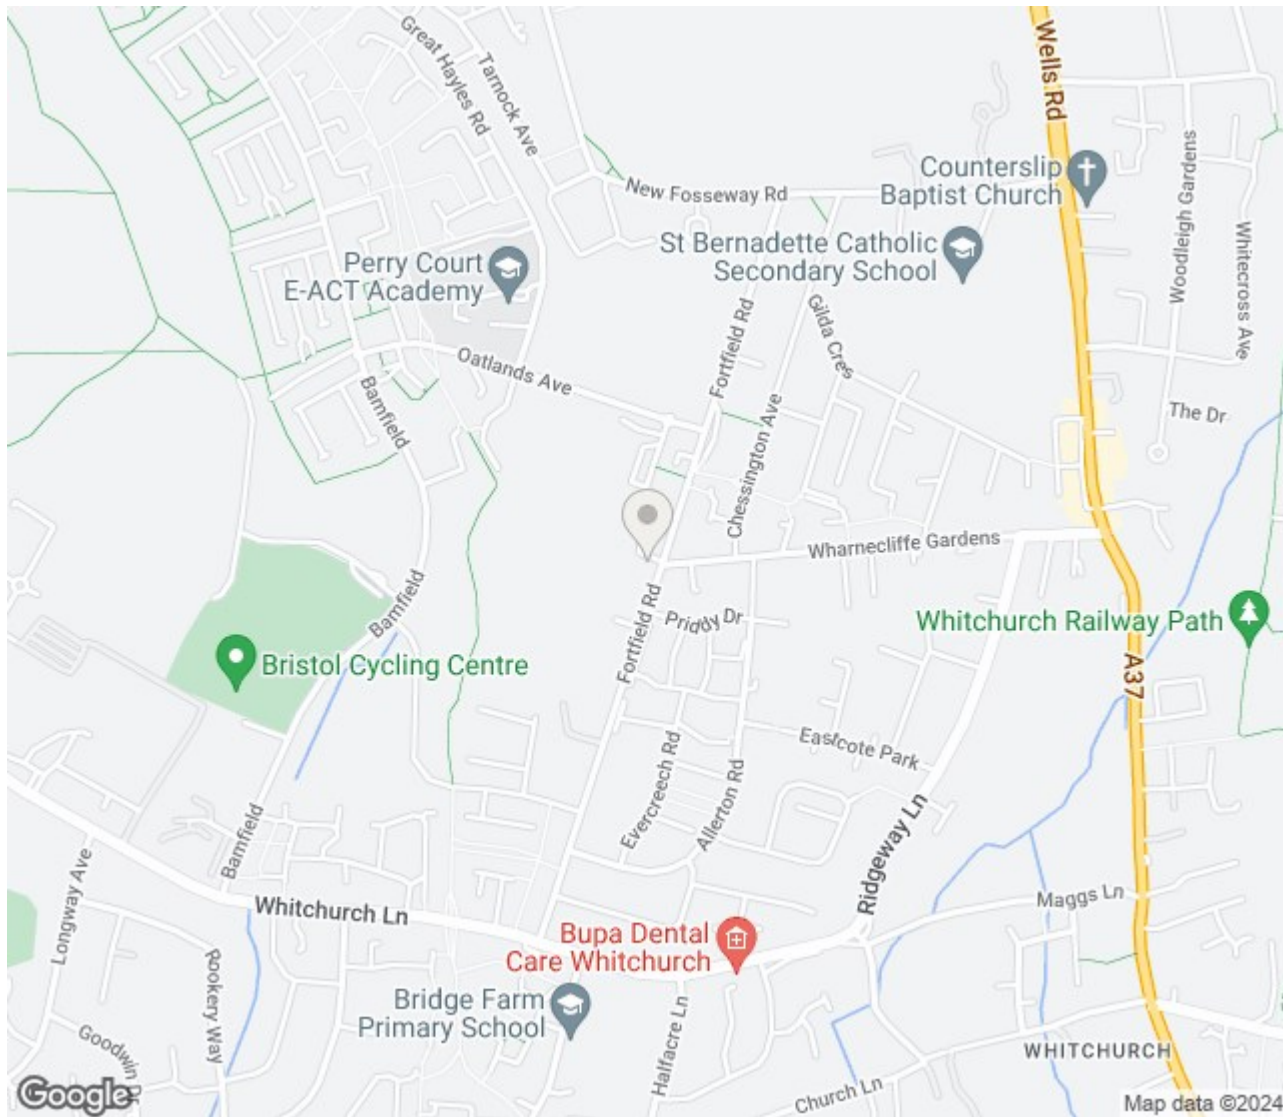 Great Hayles Rd
Tarnock Ave
Wells Rd
New Fosseway Rd
Counterslip
Baptist Church
Woodleigh Gardens
Whitecross Ave
St Bernadette Catholic
Secondary School
Perry Court
E-ACT Academy
Fortfield Rd
Gilda Cres
Oatlands Ave
Bamfield
Chessington Ave
The Dr
Wharnecliffe Gardens
Bamfield
Fortfield Rd
Priddy Dr
Whitchurch Railway Path
Bristol Cycling Centre
A37
Eastcote Park
Evercreech Rd
Allerton Rd
Bamfield
Ridgeway Ln
Longway Ave
Whitchurch Ln
Maggs Ln
Bupa Dental
Care Whitchurch
Rookery Way
Bridge Farm
Primary School
Halfacre Ln
Goodwin Dr
WHITCHURCH
Church Ln
Google
Map data ©2024